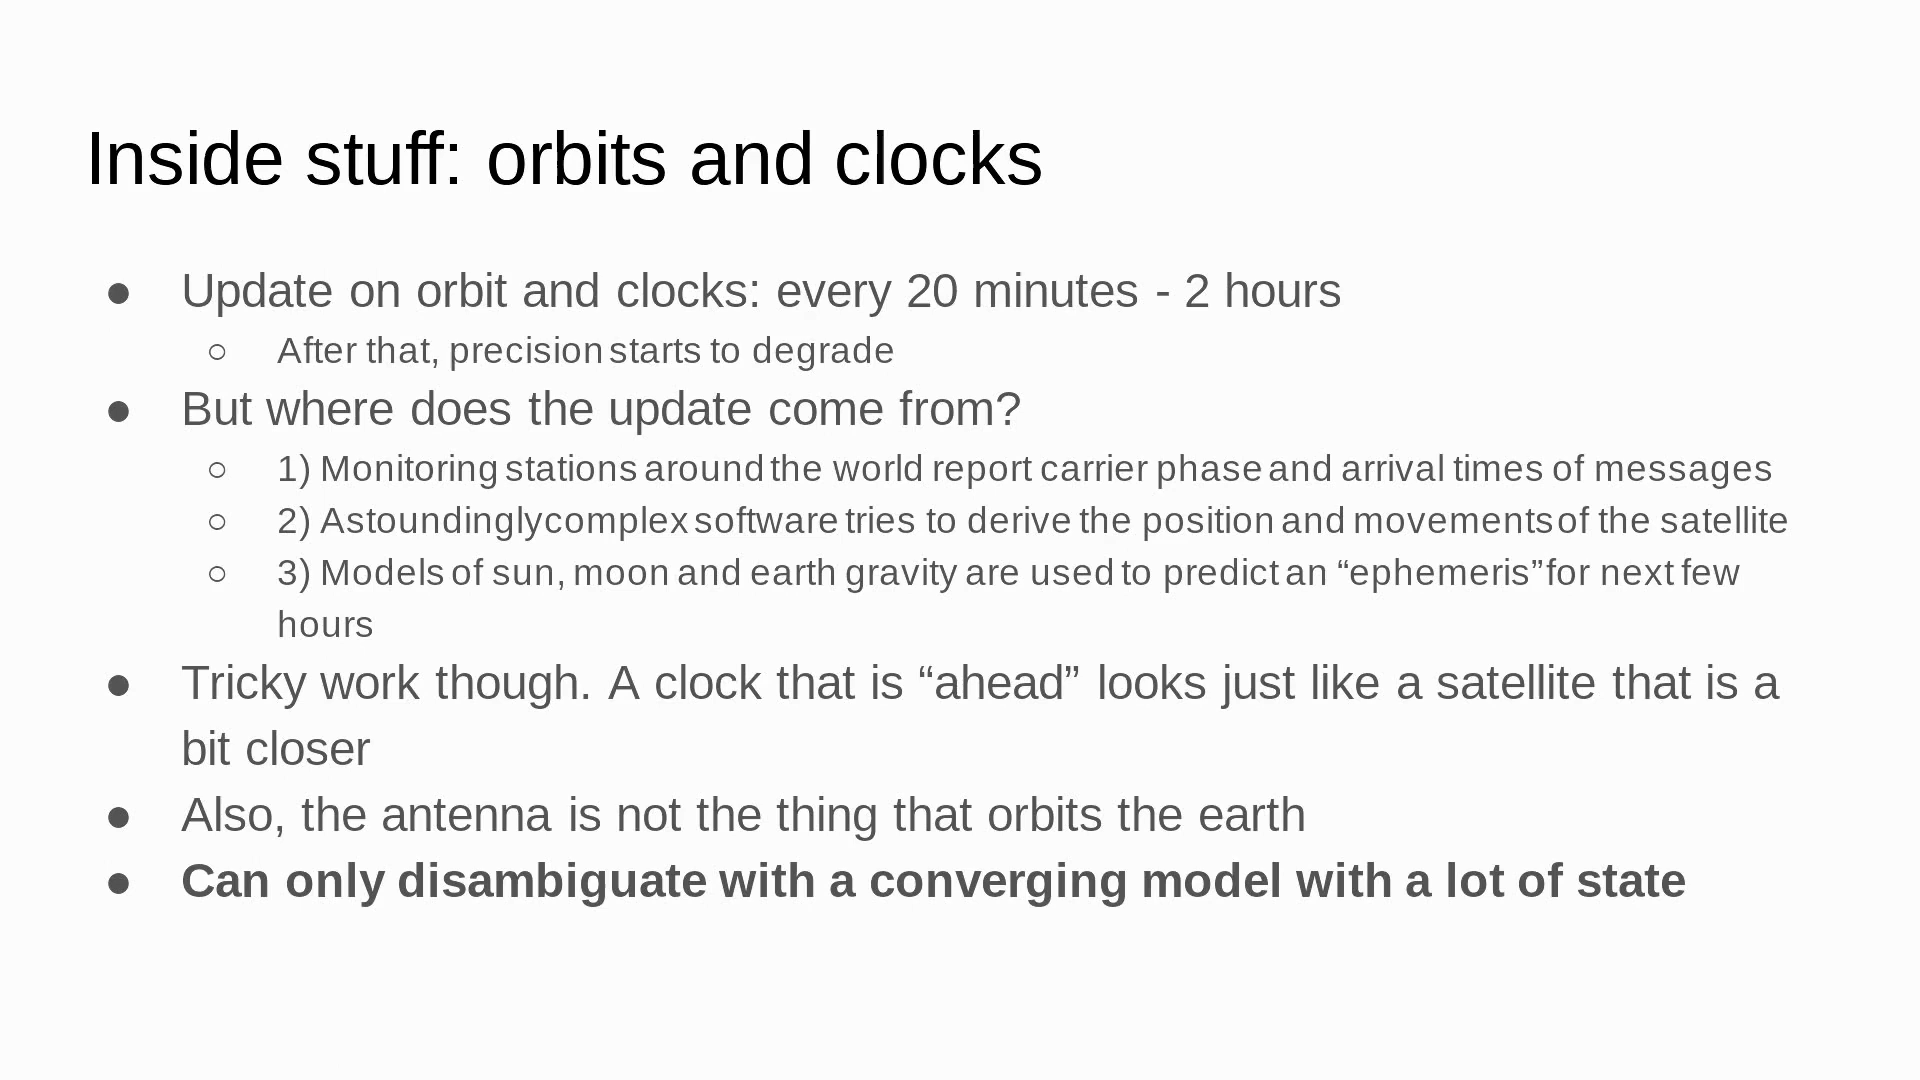 Inside stuff: orbits and clocks
● Update on orbit and clocks: every 20 minutes - 2 hours
○ After that, precision starts to degrade
● But where does the update come from?
○ 1) Monitoring stations around the world report carrier phase and arrival times of messages
○ 2) Astoundingly complex software tries to derive the position and movements of the satellite
○ 3) Models of sun, moon and earth gravity are used to predict an “ephemeris” for next few
hours
● Tricky work though. A clock that is “ahead” looks just like a satellite that is a
bit closer
● Also, the antenna is not the thing that orbits the earth
● Can only disambiguate with a converging model with a lot of state